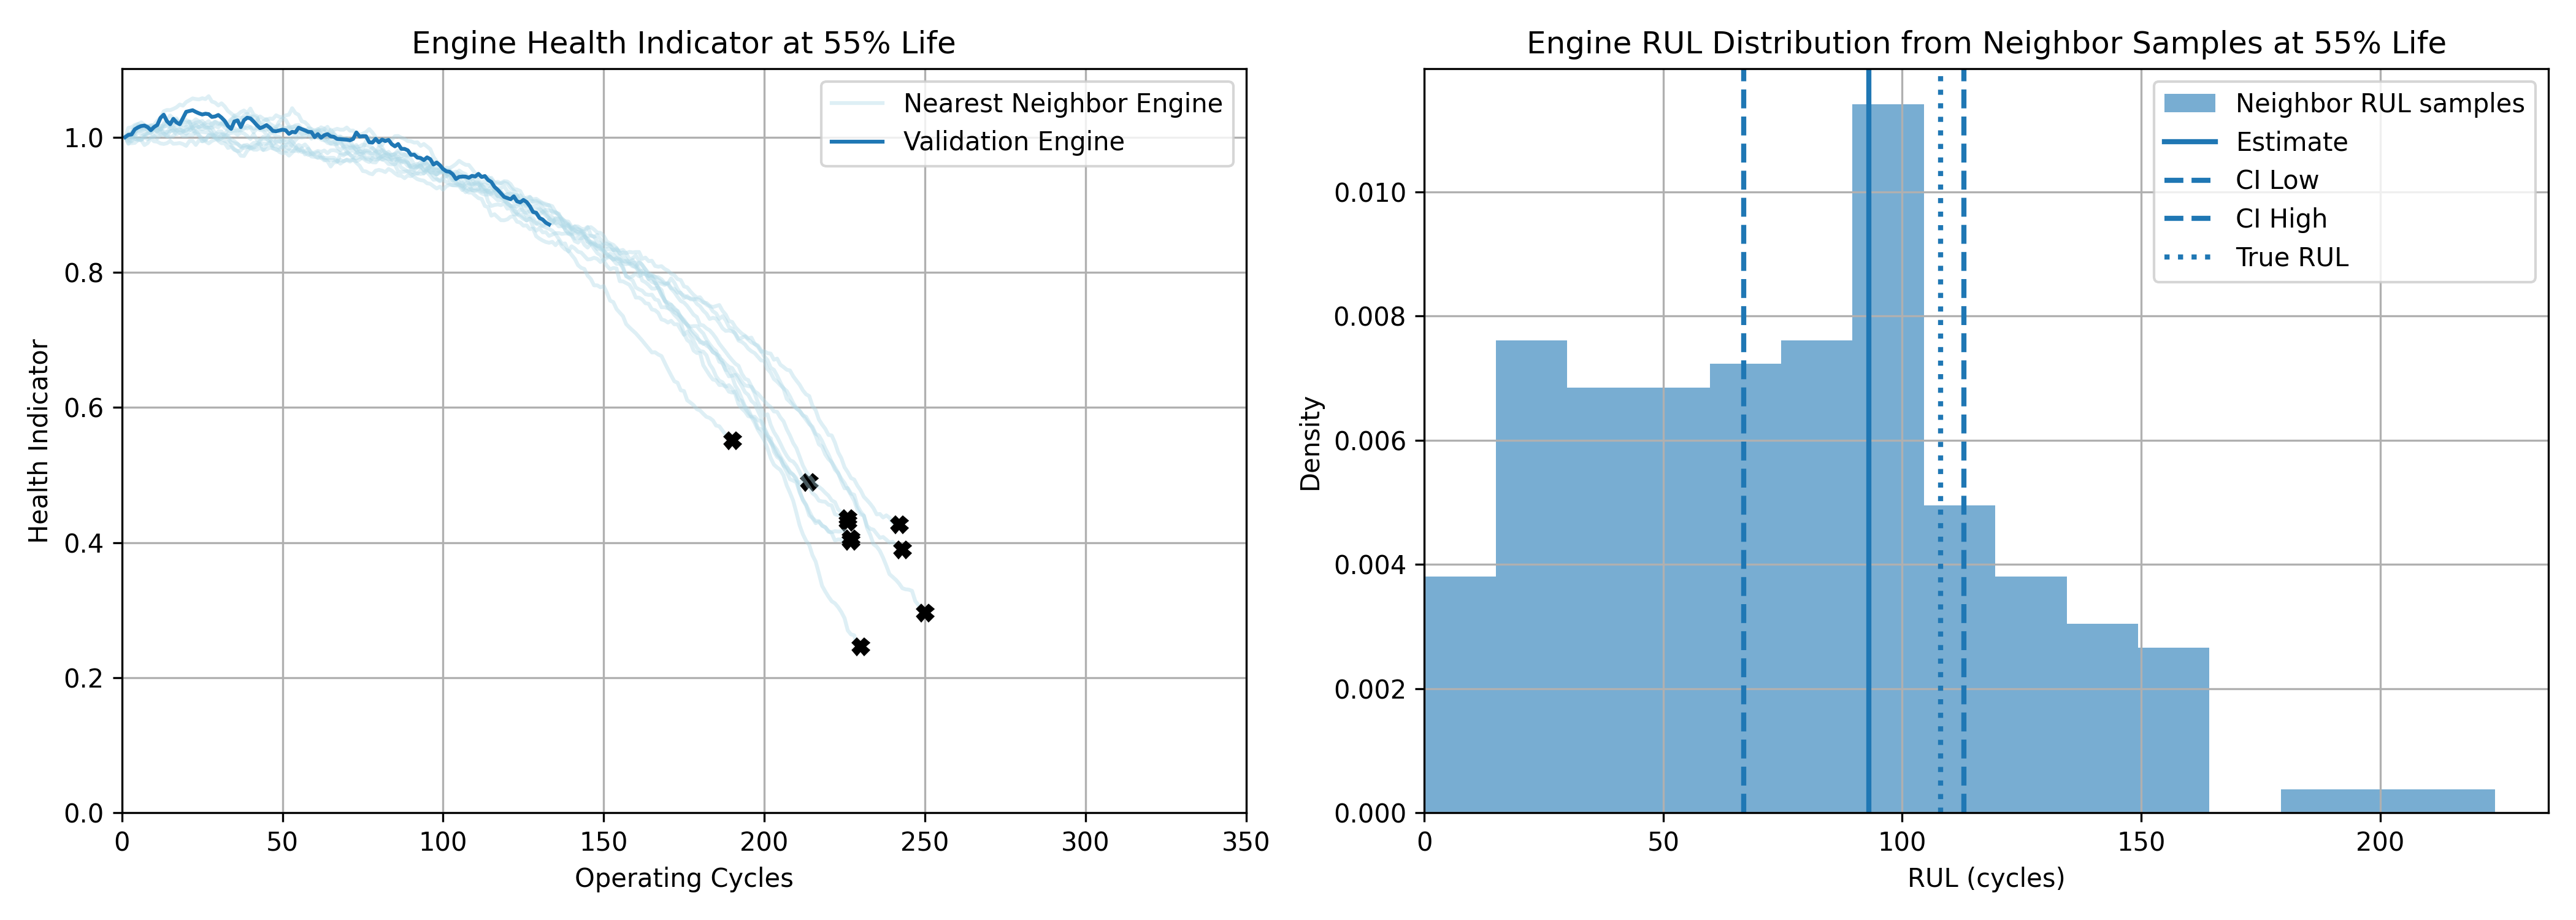 Engine Health Indicator at 55% Life
Nearest Neighbor Engine
Validation Engine
Health Indicator
1.0
0.8
0.6
0.4
0.2
0.0
0 50 100 150 200 250 300 350
Operating Cycles
Engine RUL Distribution from Neighbor Samples at 55% Life
Neighbor RUL samples
Estimate
CI Low
CI High
True RUL
Density
0.010
0.008
0.006
0.004
0.002
0.000
0 50 100 150 200
RUL (cycles)